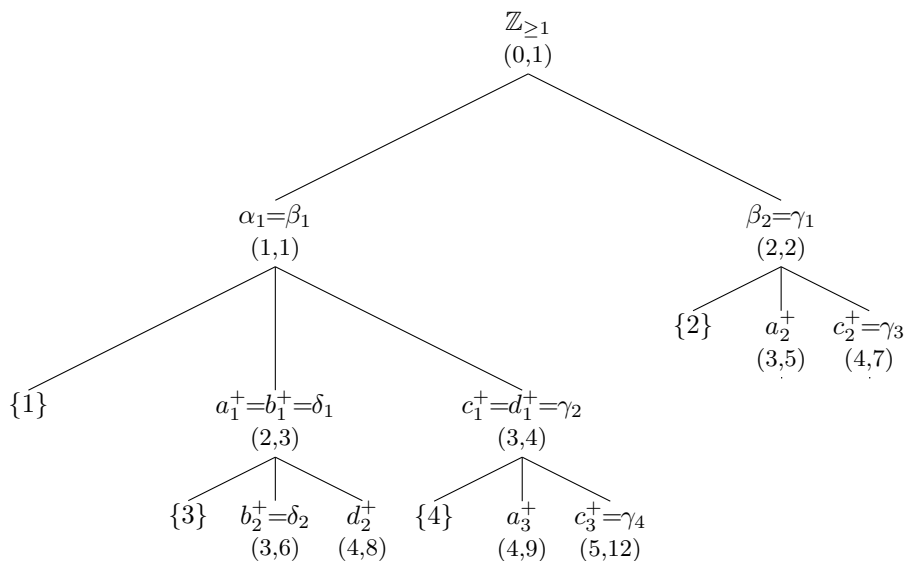 ℤ≥1
(0,1)
α₁=β₁
(1,1)
β₂=γ₁
(2,2)
{2}
a₂⁺
(3,5)
c₂⁺=γ₃
(4,7)
{1}
a₁⁺=b₁⁺=δ₁
(2,3)
c₁⁺=d₁⁺=γ₂
(3,4)
{3}
b₂⁺=δ₂
(3,6)
d₂⁺
(4,8)
{4}
a₃⁺
(4,9)
c₃⁺=γ₄
(5,12)